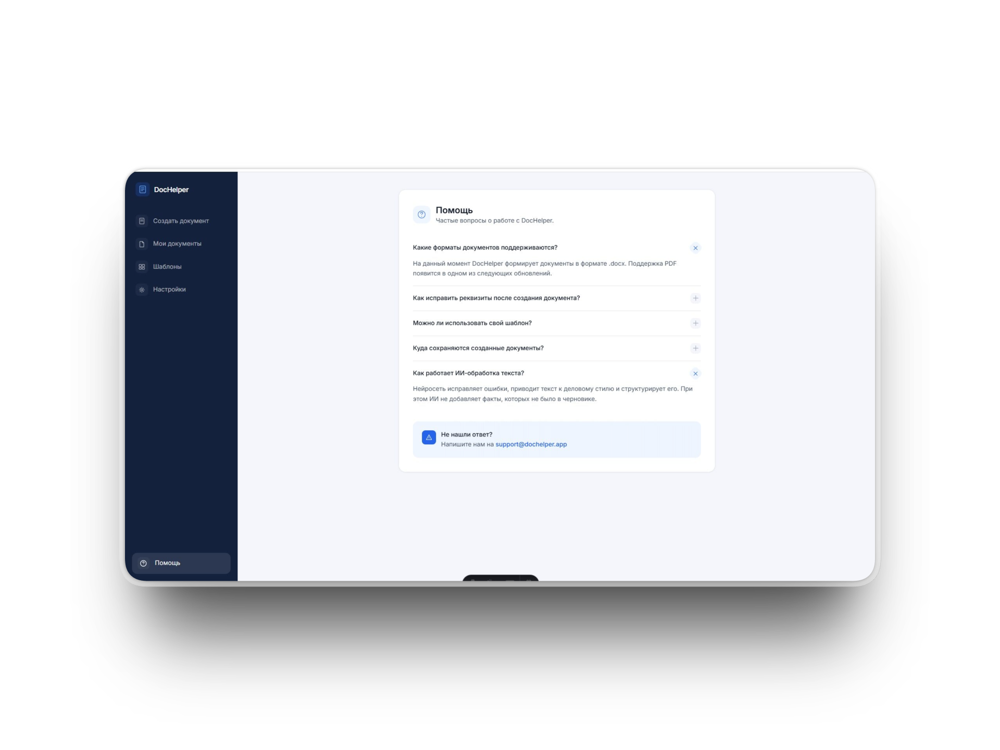 DocHelper
Создать документ
Мои документы
Шаблоны
Настройки
Помощь
Помощь
Частые вопросы о работе с DocHelper.
Какие форматы документов поддерживаются?
На данный момент DocHelper формирует документы в формате .docx. Поддержка PDF
появится в одном из следующих обновлений.
Как исправить реквизиты после создания документа?
Можно ли использовать свой шаблон?
Куда сохраняются созданные документы?
Как работает ИИ-обработка текста?
Нейросеть исправляет ошибки, приводит текст к деловому стилю и структурирует его. При
этом ИИ не добавляет факты, которых не было в черновике.
Не нашли ответ?
Напишите нам на support@dochelper.app